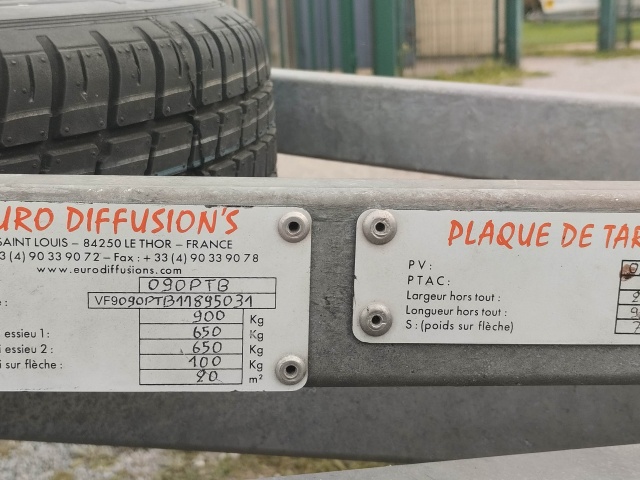 URO DIFFUSION'S
SAINT LOUIS – 84250 LE THOR – FRANCE
3 (4) 90 33 90 72 – Fax : + 33 (4) 90 33 90 78
www.eurodiffusions.com
090PTB
VF9090PTB11895031
900 Kg
essieu 1 : 650 Kg
i essieu 2 : 650 Kg
i sur flèche : 100 Kg
20 m²
PLAQUE DE TAR
PV :
PTAC :
Largeur hors tout :
Longueur hors tout :
S : (poids sur flèche)